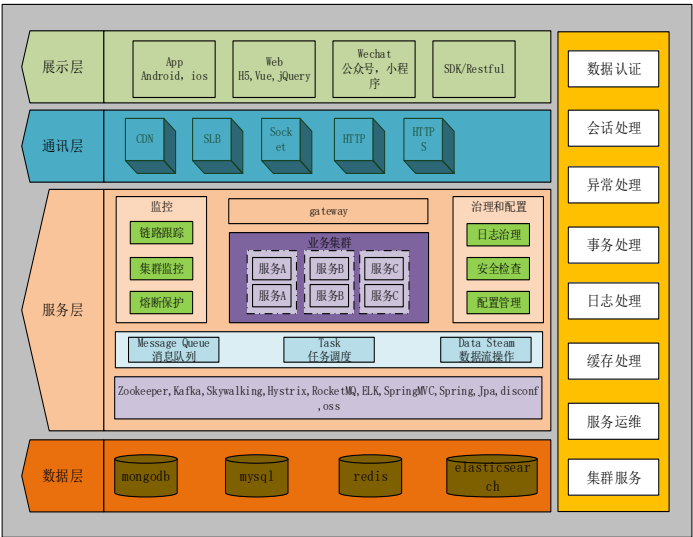 展示层
App
Android, ios
Web
H5,Vue,jQuery
Wechat
公众号，小程
序
SDK/Restful
通讯层
CDN
SLB
Sock
et
HTTP
HTTP
S
服务层
监控
链路跟踪
集群监控
熔断保护
gateway
业务集群
服务A
服务B
服务C
服务A
服务B
服务C
治理和配置
日志治理
安全检查
配置管理
Message Queue
消息队列
Task
任务调度
Data Steam
数据流操作
Zookeeper,Kafka,Skywalking,Hystrix,RocketMQ,ELK,SpringMVC,Spring,Jpa,disconf
,oss
数据层
mongodb
mysql
redis
elasticsear
ch
数据认证
会话处理
异常处理
事务处理
日志处理
缓存处理
服务运维
集群服务